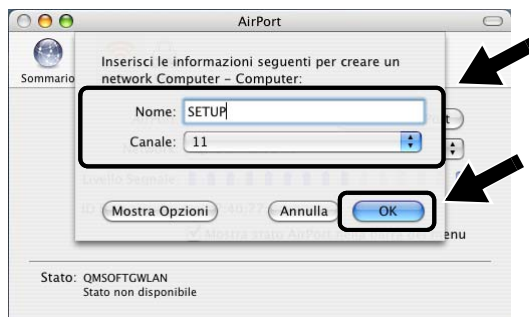 AirPort
Sommario
Inserisci le informazioni seguenti per creare un
network Computer – Computer:
Nome: SETUP
Canale: 11
Mostra Opzioni
Annulla
OK
enu
Stato: QMSOFTGWLAN
Stato non disponibile